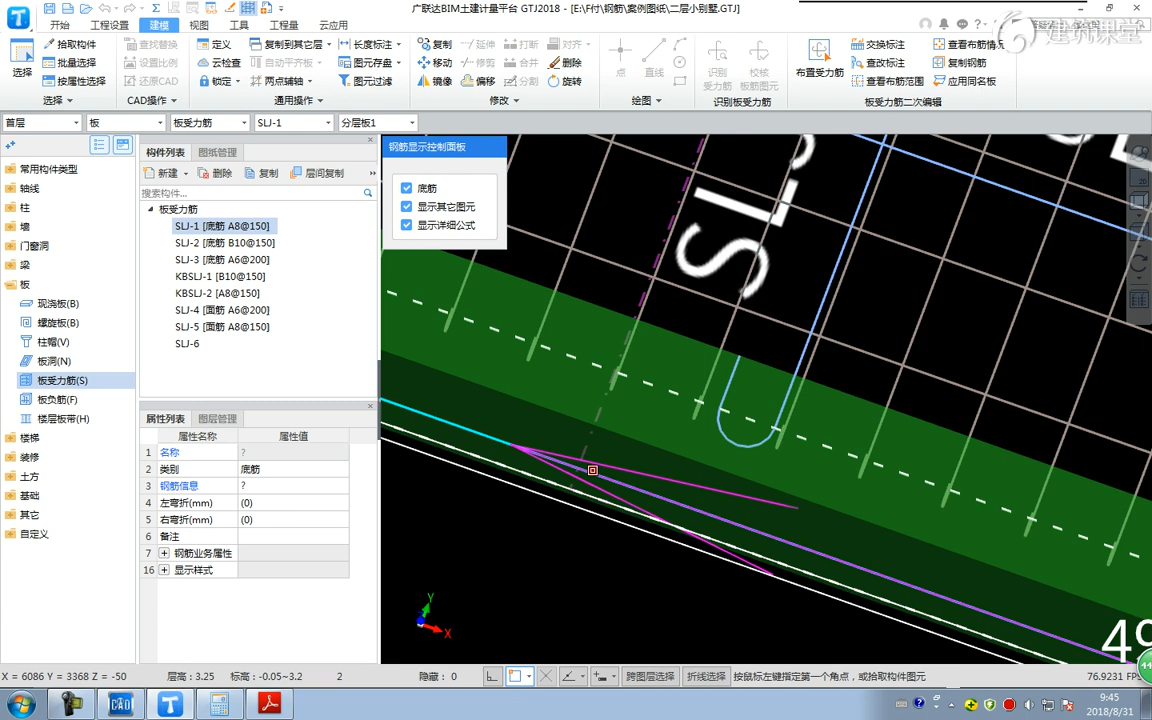 广联达BIM土建计量平台 GTJ2018 - [E:\F付\钢筋\案例图纸\二层小别墅.GTJ]
开始 工程设置 建模 视图 工具 工程量 云应用
选择 拾取构件 批量选择 按属性选择 选择
查找替换 设置比例 还原CAD CAD操作
定义 云检查 锁定 复制到其它层 自动平齐板 两点辅轴 长度标注 图元存盘 图元过滤 通用操作
复制 移动 镜像 延伸 修剪 偏移 打断 合并 分割 对齐 删除 旋转 修改
点 直线 绘图
识别受力筋 校核板筋图元 识别板受力筋
布置受力筋 交换标注 查改标注 查看布筋范围 查看布筋情况 复制钢筋 应用同名板 板受力筋二次编辑
建筑课堂
首层 板 板受力筋 SLJ-1 分层板1
常用构件类型
轴线
柱
墙
门窗洞
梁
板
现浇板(B)
螺旋板(B)
柱帽(V)
板洞(N)
板受力筋(S)
板负筋(F)
楼层板带(H)
楼梯
装修
土方
基础
其它
自定义
构件列表 图纸管理
新建 删除 复制 层间复制
搜索构件...
板受力筋
SLJ-1 [底筋 A8@150]
SLJ-2 [底筋 B10@150]
SLJ-3 [底筋 A6@200]
KBSLJ-1 [B10@150]
KBSLJ-2 [A8@150]
SLJ-4 [面筋 A6@200]
SLJ-5 [面筋 A8@150]
SLJ-6
属性列表 图层管理
属性名称 属性值
1 名称 ?
2 类别 底筋
3 钢筋信息 ?
4 左弯折(mm) (0)
5 右弯折(mm) (0)
6 备注
7 钢筋业务属性
16 显示样式
钢筋显示控制面板
底筋
显示其它图元
显示详细公式
Y
X
X = 6086 Y = 3368 Z = -50 层高：3.25 标高：-0.05~3.2 2 隐藏：0 跨图层选择 折线选择 按鼠标左键指定第一个角点，或拾取构件图元 76.9231 FPS
CAD
9:45
2018/8/31